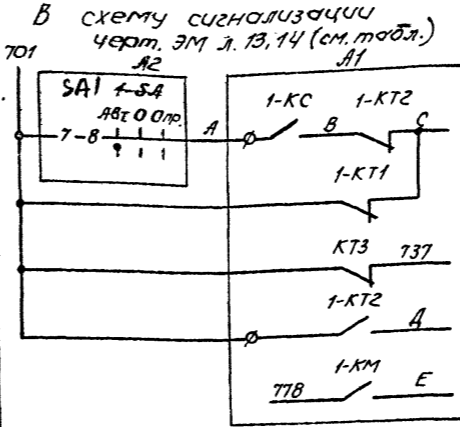 В схему сигнализации
черт. ЭМ л. 13, 14 (см. табл.)
701
А2
А1
SA1 1-SA
Авт О Опр.
7-8
А
1-КС
В
1-КТ2
С
1-КТ1
КТ3
737
1-КТ2
Д
1-КМ
778
Е